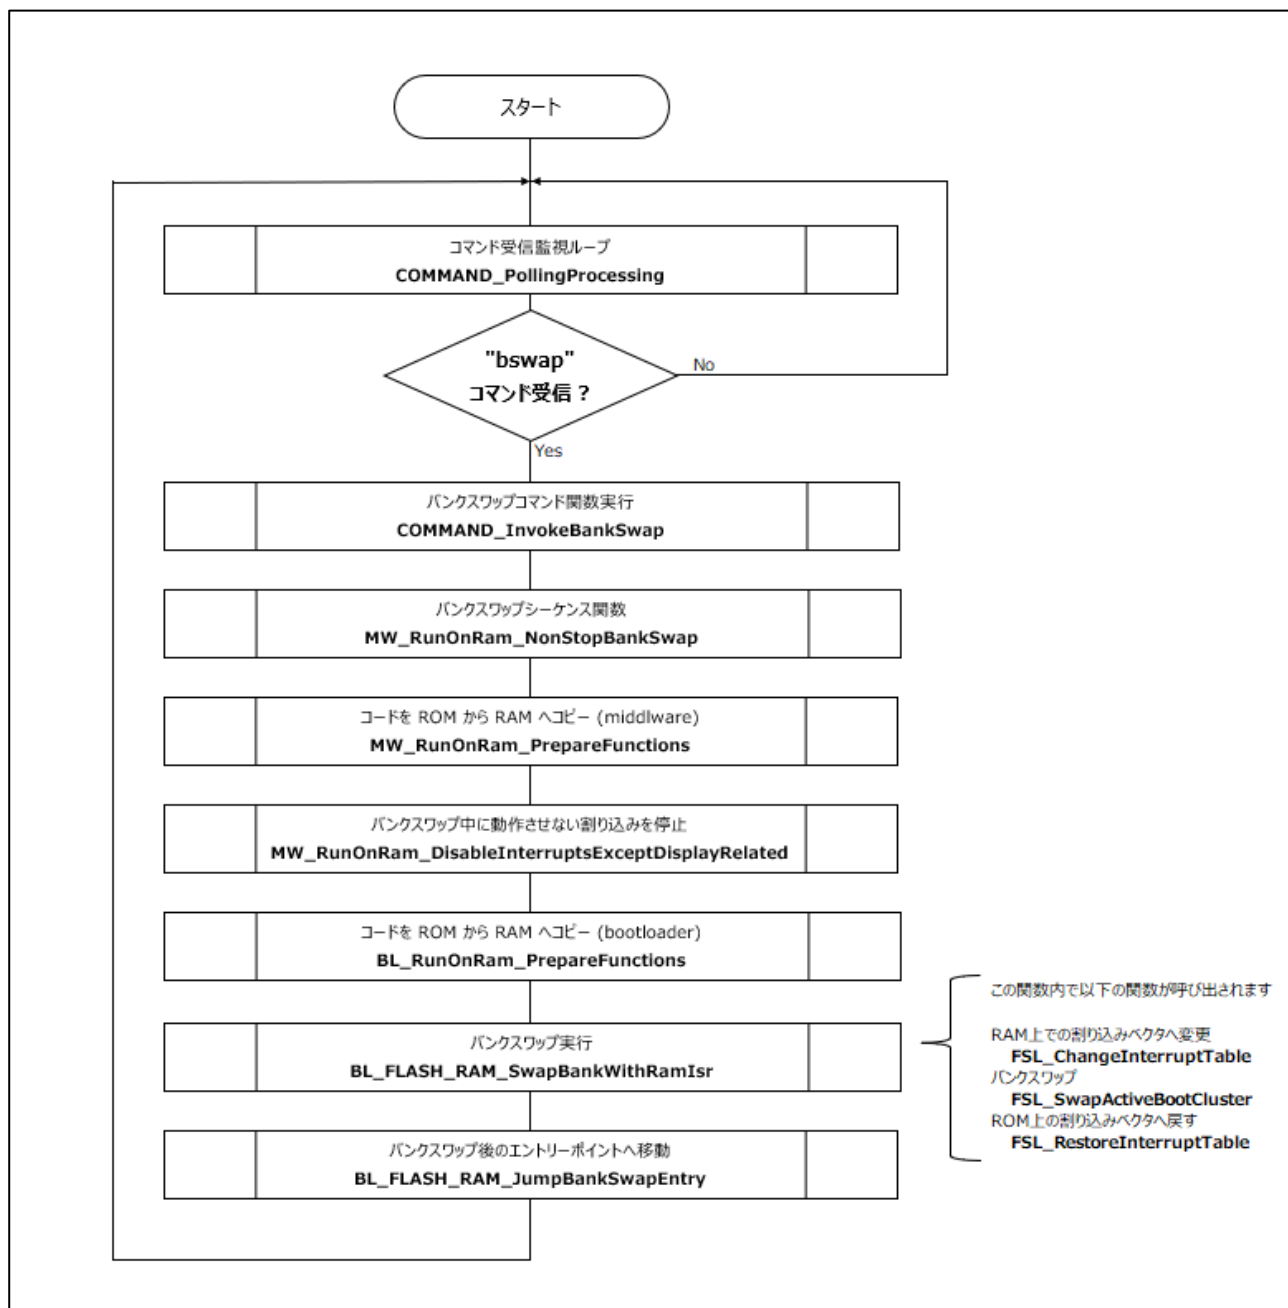 スタート
コマンド受信監視ループ
COMMAND_PollingProcessing
"bswap"
コマンド受信 ?
No
Yes
バンクスワップコマンド関数実行
COMMAND_InvokeBankSwap
バンクスワップシーケンス関数
MW_RunOnRam_NonStopBankSwap
コードを ROM から RAM へコピー (middlware)
MW_RunOnRam_PrepareFunctions
バンクスワップ中に動作させない割り込みを停止
MW_RunOnRam_DisableInterruptsExceptDisplayRelated
コードを ROM から RAM へコピー (bootloader)
BL_RunOnRam_PrepareFunctions
バンクスワップ実行
BL_FLASH_RAM_SwapBankWithRamIsr
この関数内で以下の関数が呼び出されます
RAM上での割り込みベクタへ変更
FSL_ChangeInterruptTable
バンクスワップ
FSL_SwapActiveBootCluster
ROM上の割り込みベクタへ戻す
FSL_RestoreInterruptTable
バンクスワップ後のエントリーポイントへ移動
BL_FLASH_RAM_JumpBankSwapEntry